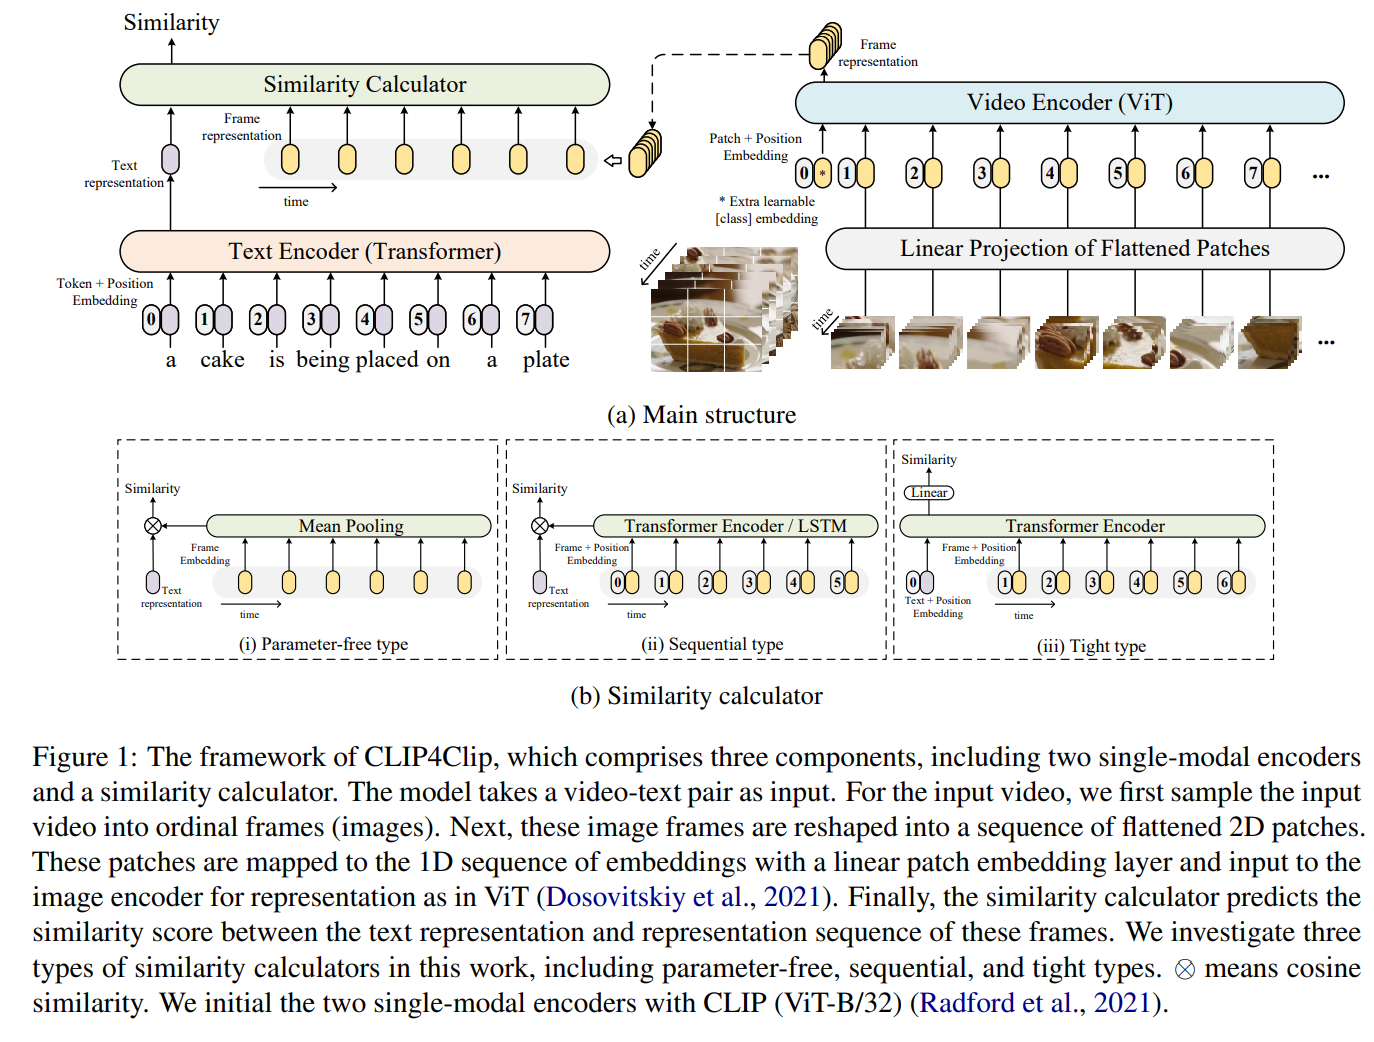 Similarity
Similarity Calculator
Frame
representation
Text
representation
time
Text Encoder (Transformer)
Token + Position
Embedding
0 1 2 3 4 5 6 7
a cake is being placed on a plate
Frame
representation
Video Encoder (ViT)
Patch + Position
Embedding
0 * 1 2 3 4 5 6 7 ...
* Extra learnable
[class] embedding
Linear Projection of Flattened Patches
time
time
...
(a) Main structure
Similarity
Mean Pooling
Frame
Embedding
Text
representation
time
(i) Parameter-free type
Similarity
Transformer Encoder / LSTM
Frame + Position
Embedding
0 1 2 3 4 5
Text
representation
time
(ii) Sequential type
Similarity
Linear
Transformer Encoder
Frame + Position
Embedding
0 1 2 3 4 5 6
Text + Position
Embedding
time
(iii) Tight type
(b) Similarity calculator
Figure 1: The framework of CLIP4Clip, which comprises three components, including two single-modal encoders
and a similarity calculator. The model takes a video-text pair as input. For the input video, we first sample the input
video into ordinal frames (images). Next, these image frames are reshaped into a sequence of flattened 2D patches.
These patches are mapped to the 1D sequence of embeddings with a linear patch embedding layer and input to the
image encoder for representation as in ViT (Dosovitskiy et al., 2021). Finally, the similarity calculator predicts the
similarity score between the text representation and representation sequence of these frames. We investigate three
types of similarity calculators in this work, including parameter-free, sequential, and tight types. ⊗ means cosine
similarity. We initial the two single-modal encoders with CLIP (ViT-B/32) (Radford et al., 2021).